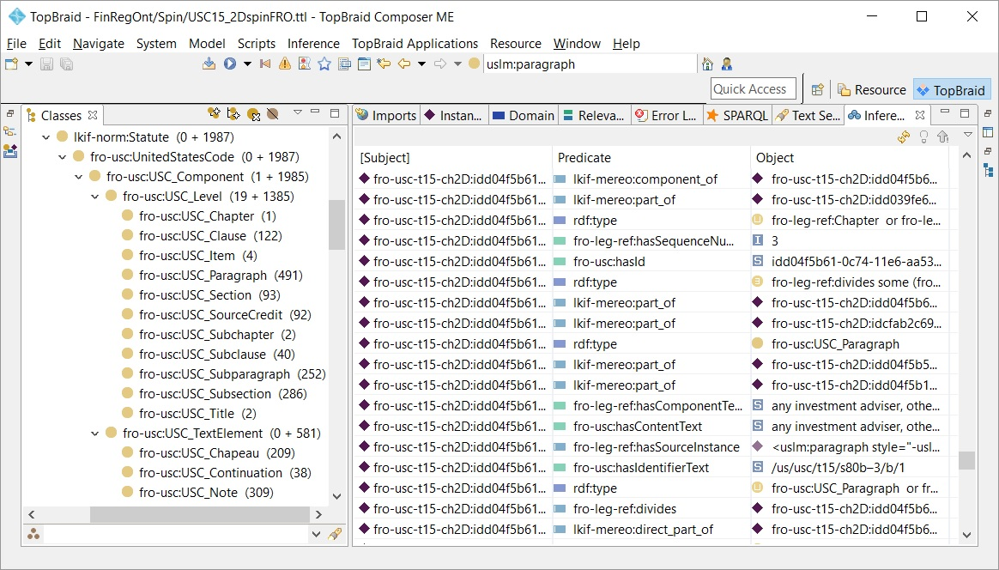 TopBraid - FinRegOnt/Spin/USC15_2DspinFRO.ttl - TopBraid Composer ME
File Edit Navigate System Model Scripts Inference TopBraid Applications Resource Window Help
uslm:paragraph
Quick Access Resource TopBraid
Classes
lkif-norm:Statute (0 + 1987)
fro-usc:UnitedStatesCode (0 + 1987)
fro-usc:USC_Component (1 + 1985)
fro-usc:USC_Level (19 + 1385)
fro-usc:USC_Chapter (1)
fro-usc:USC_Clause (122)
fro-usc:USC_Item (4)
fro-usc:USC_Paragraph (491)
fro-usc:USC_Section (93)
fro-usc:USC_SourceCredit (92)
fro-usc:USC_Subchapter (2)
fro-usc:USC_Subclause (40)
fro-usc:USC_Subparagraph (252)
fro-usc:USC_Subsection (286)
fro-usc:USC_Title (2)
fro-usc:USC_TextElement (0 + 581)
fro-usc:USC_Chapeau (209)
fro-usc:USC_Continuation (38)
fro-usc:USC_Note (309)
Imports Instan... Domain Releva... Error L... SPARQL Text Se... Infere...
[Subject] Predicate Object
fro-usc-t15-ch2D:idd04f5b61... lkif-mereo:component_of fro-usc-t15-ch2D:idd04f5b6...
fro-usc-t15-ch2D:idd04f5b61... lkif-mereo:part_of fro-usc-t15-ch2D:idd039fe6...
fro-usc-t15-ch2D:idd04f5b61... rdf:type fro-leg-ref:Chapter or fro-le...
fro-usc-t15-ch2D:idd04f5b61... fro-leg-ref:hasSequenceNu... 3
fro-usc-t15-ch2D:idd04f5b61... fro-usc:hasId idd04f5b61-0c74-11e6-aa53...
fro-usc-t15-ch2D:idd04f5b61... rdf:type fro-leg-ref:divides some (fro...
fro-usc-t15-ch2D:idd04f5b61... lkif-mereo:part_of fro-usc-t15-ch2D:idd04f5b6...
fro-usc-t15-ch2D:idd04f5b61... lkif-mereo:part_of fro-usc-t15-ch2D:idcfab2c69...
fro-usc-t15-ch2D:idd04f5b61... rdf:type fro-usc:USC_Paragraph
fro-usc-t15-ch2D:idd04f5b61... lkif-mereo:part_of fro-usc-t15-ch2D:idd04f5b5...
fro-usc-t15-ch2D:idd04f5b61... lkif-mereo:part_of fro-usc-t15-ch2D:idd04f5b1...
fro-usc-t15-ch2D:idd04f5b61... fro-leg-ref:hasComponentTe... any investment adviser, othe...
fro-usc-t15-ch2D:idd04f5b61... fro-usc:hasContentText any investment adviser, othe...
fro-usc-t15-ch2D:idd04f5b61... fro-leg-ref:hasSourceInstance <uslm:paragraph style="-usl...
fro-usc-t15-ch2D:idd04f5b61... fro-usc:hasIdentifierText /us/usc/t15/s80b–3/b/1
fro-usc-t15-ch2D:idd04f5b61... rdf:type fro-usc:USC_Paragraph or fr...
fro-usc-t15-ch2D:idd04f5b61... fro-leg-ref:divides fro-usc-t15-ch2D:idd04f5b6...
fro-usc-t15-ch2D:idd04f5b61... lkif-mereo:direct_part_of fro-usc-t15-ch2D:idd04f5b6...